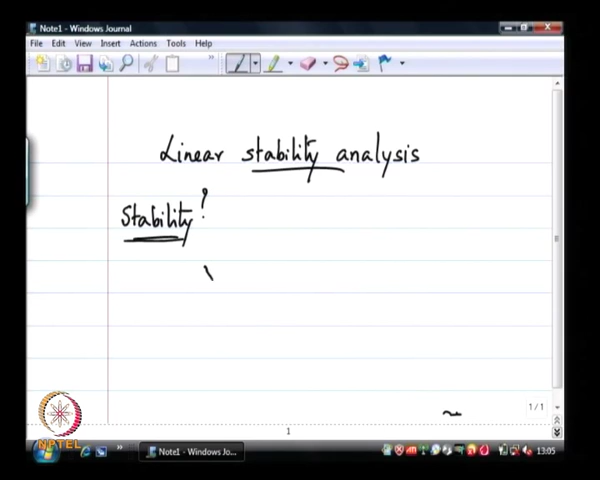 Note1 - Windows Journal
File Edit View Insert Actions Tools Help
Linear stability analysis
Stability?
1/1
1
NPTEL
Note1 - Windows Jo...
13:05